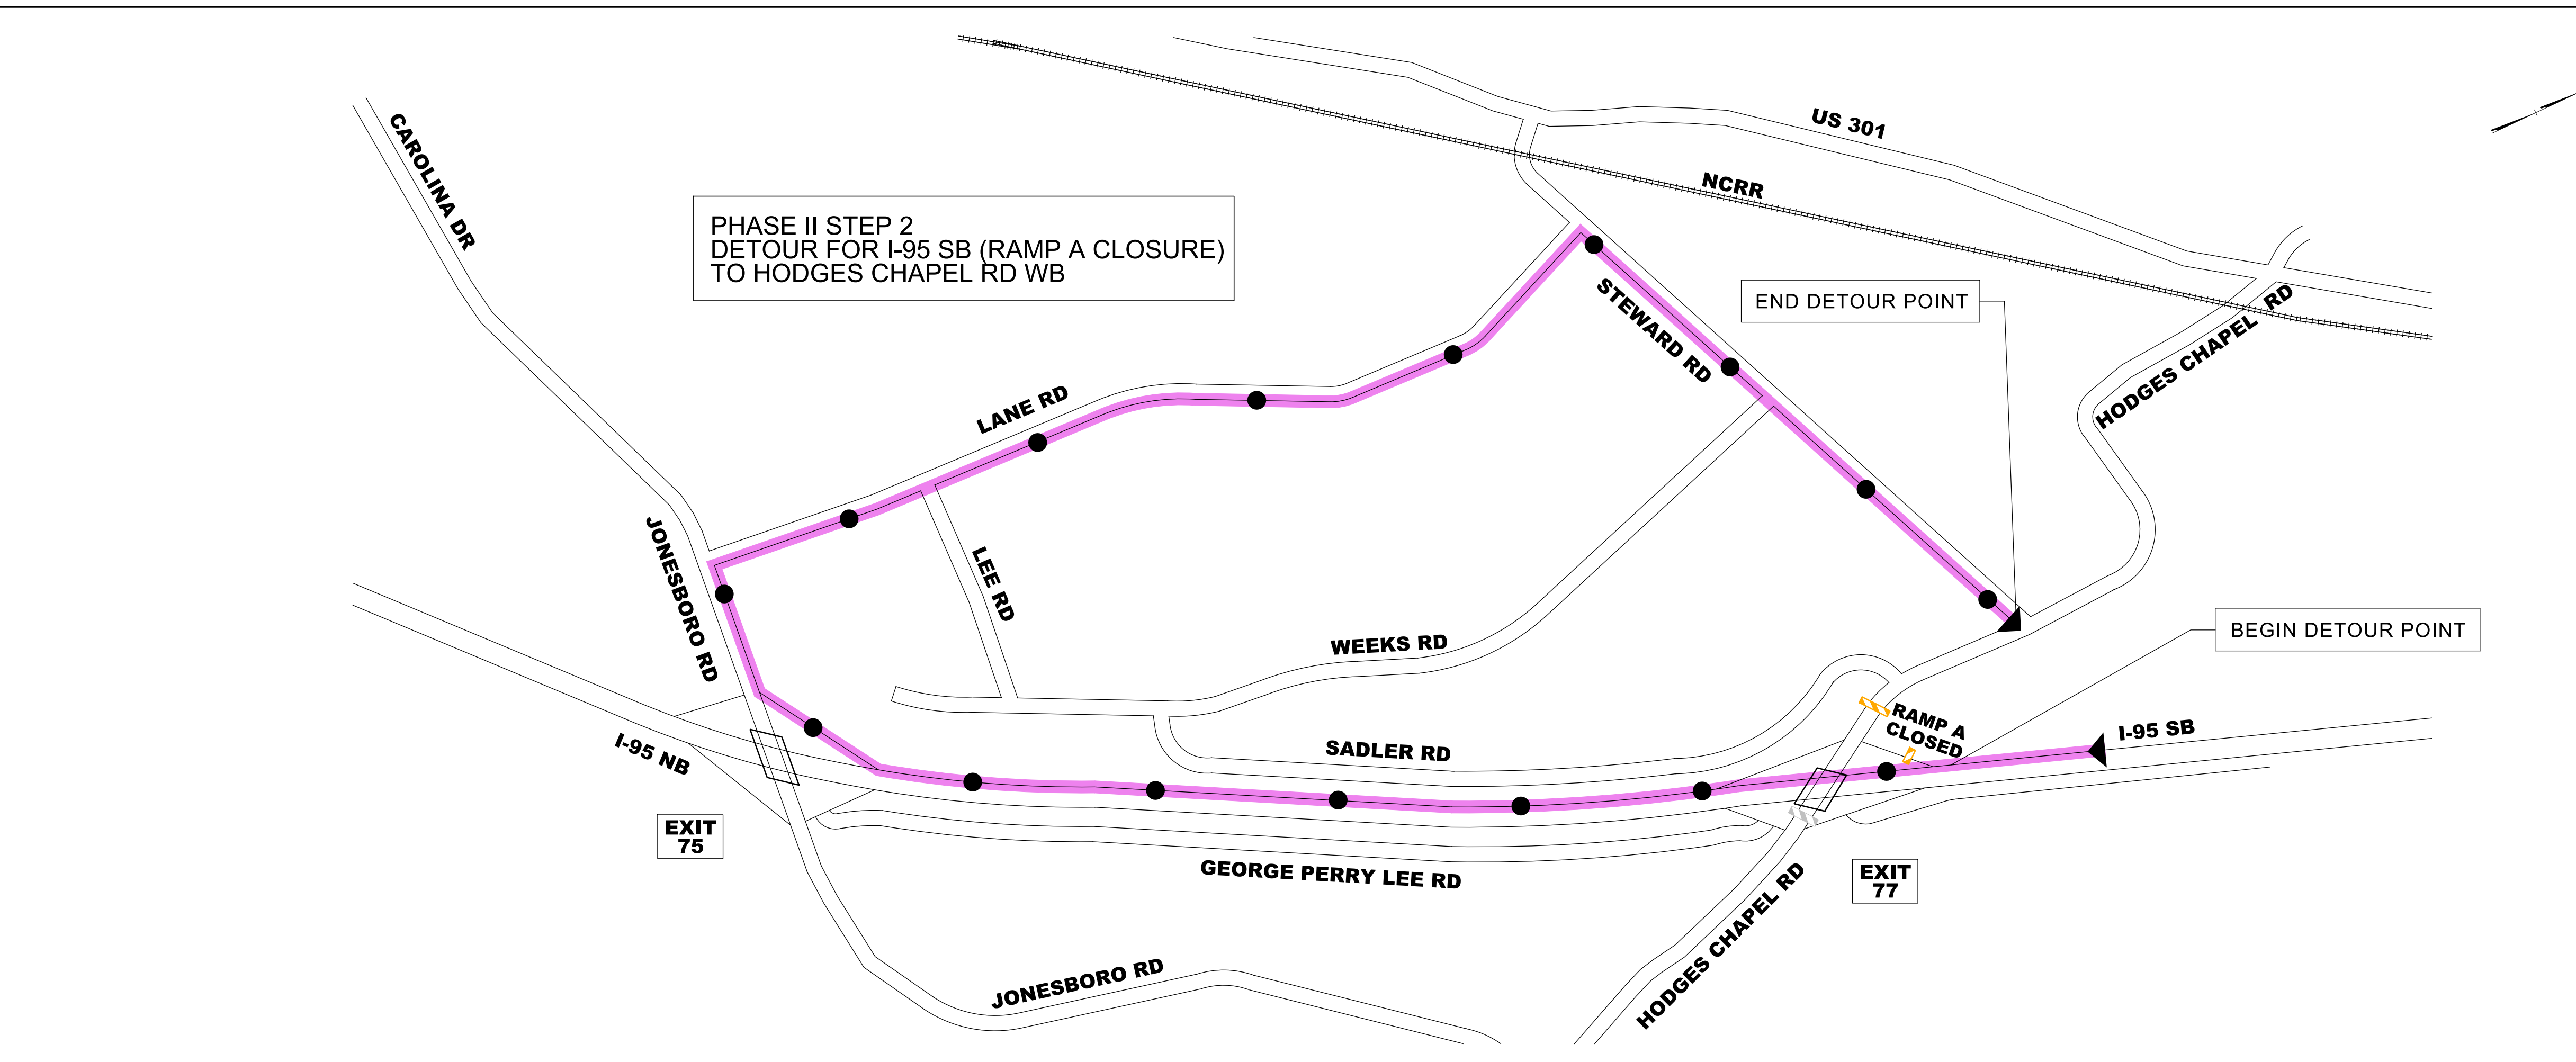 US 301
CAROLINA DR
NCRR
PHASE II STEP 2
DETOUR FOR I-95 SB (RAMP A CLOSURE)
TO HODGES CHAPEL RD WB
END DETOUR POINT
STEWARD RD
HODGES CHAPEL RD
LANE RD
JONESBORO RD
LEE RD
BEGIN DETOUR POINT
WEEKS RD
RAMP A
CLOSED
I-95 SB
I-95 NB
SADLER RD
EXIT
75
GEORGE PERRY LEE RD
EXIT
77
HODGES CHAPEL RD
JONESBORO RD